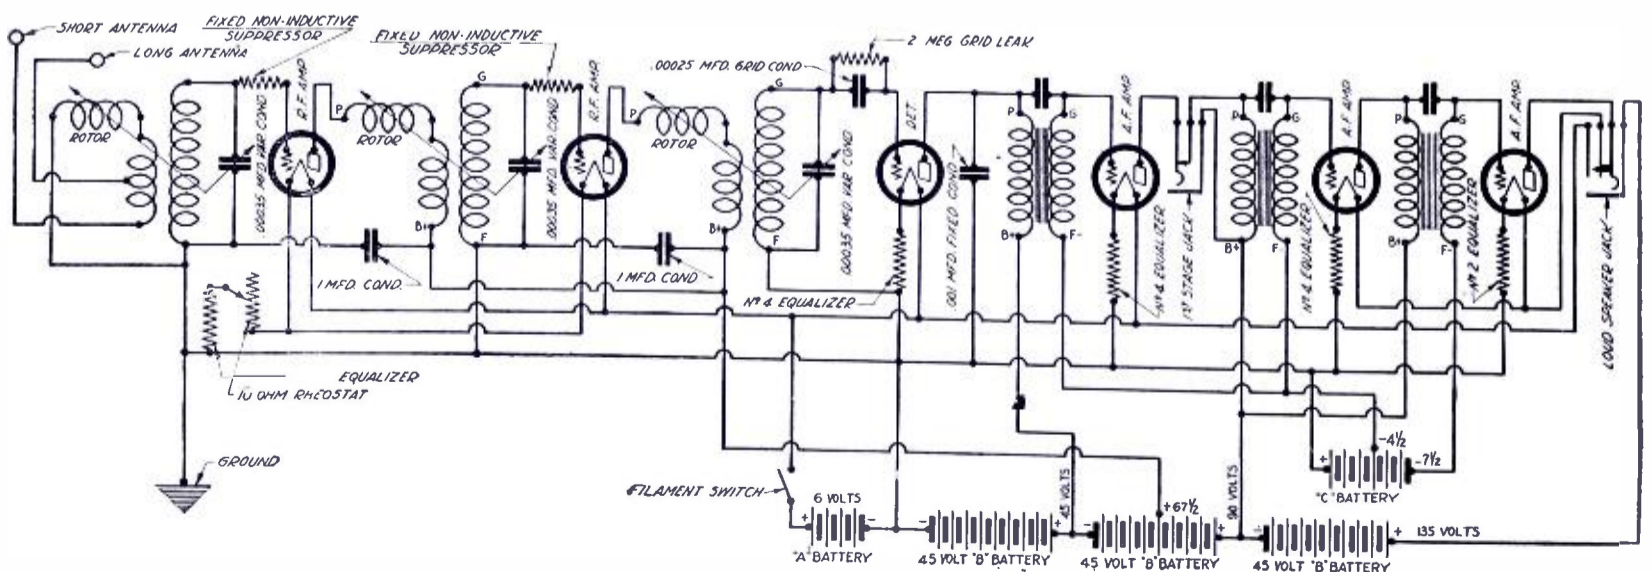 SHORT ANTENNA
LONG ANTENNA
FIXED NON-INDUCTIVE
SUPPRESSOR
FIXED NON-INDUCTIVE
SUPPRESSOR
2 MEG GRID LEAK
.00025 MFD. GRID COND
ROTOR
.00035 MFD VAR COND
R.F. AMP
P
ROTOR
B+
G
F
.00035 MFD. VAR COND
R.F. AMP
P
ROTOR
B+
G
F
.00035 MFD VAR COND
DET
.001 MFD FIXED COND
P
G
B+
F-
A.F. AMP
Nº 4 EQUALIZER
1ST STAGE JACK
P
G
B+
F
A.F. AMP
Nº 4 EQUALIZER
P
G
B+
F-
A.F. AMP
Nº 2 EQUALIZER
LOUD SPEAKER JACK
1 MFD. COND.
1 MFD. COND
Nº 4 EQUALIZER
EQUALIZER
10 OHM RHEOSTAT
GROUND
FILAMENT SWITCH
+ 6 VOLTS -
"A" BATTERY
- +
45 VOLT "B" BATTERY
45 VOLTS
- +67½ +
45 VOLT "B" BATTERY
90 VOLTS
- + 135 VOLTS
45 VOLT "B" BATTERY
-4½
+ -7½
"C" BATTERY